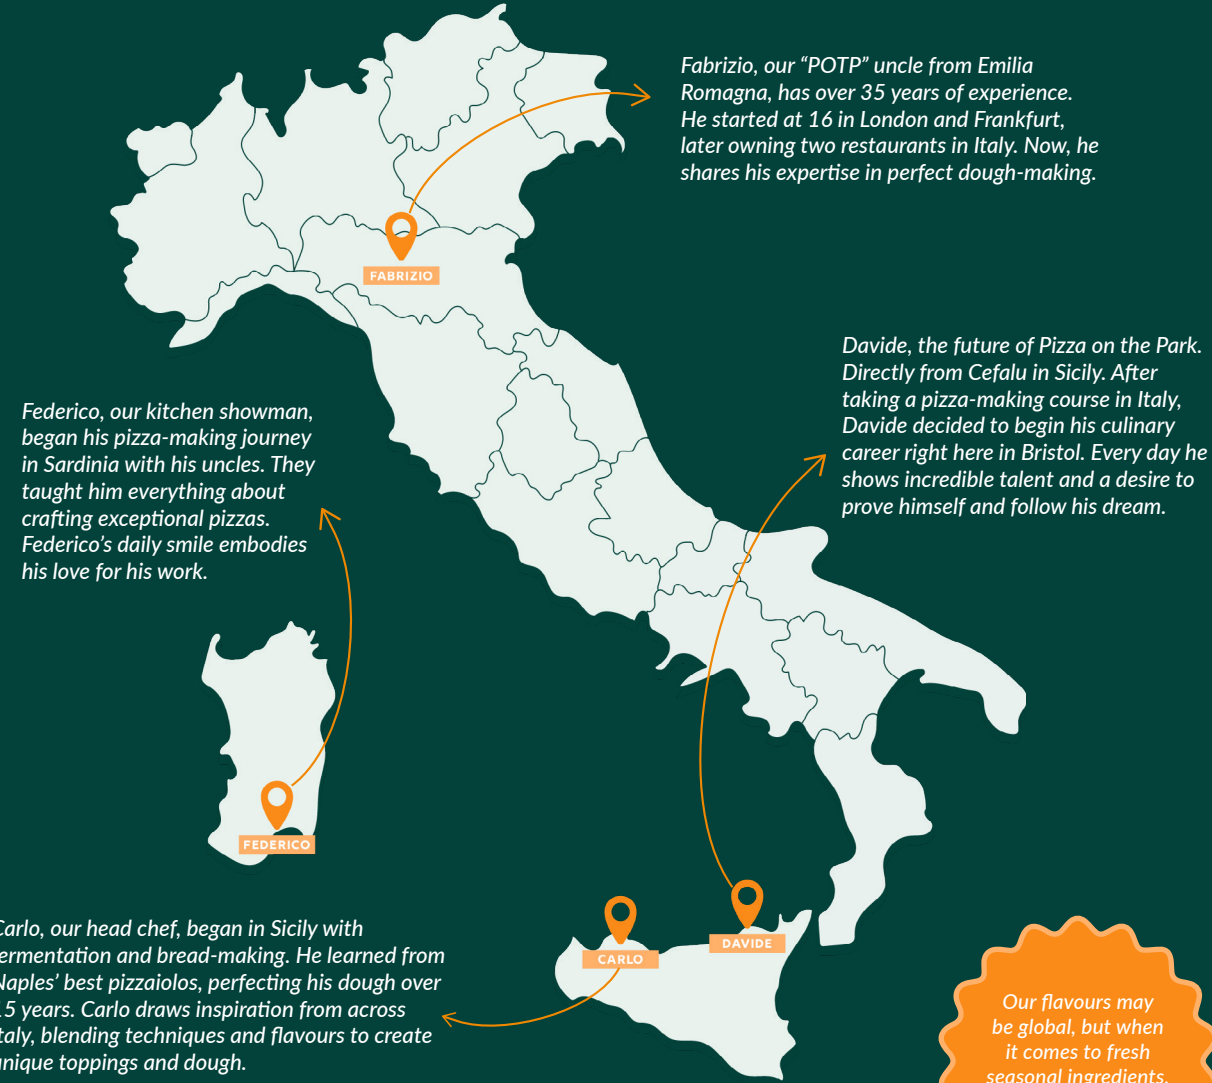 Fabrizio, our “POTP” uncle from Emilia
Romagna, has over 35 years of experience.
He started at 16 in London and Frankfurt,
later owning two restaurants in Italy. Now, he
shares his expertise in perfect dough-making.
FABRIZIO
Davide, the future of Pizza on the Park.
Directly from Cefalu in Sicily. After
taking a pizza-making course in Italy,
Davide decided to begin his culinary
career right here in Bristol. Every day he
shows incredible talent and a desire to
prove himself and follow his dream.
Federico, our kitchen showman,
began his pizza-making journey
in Sardinia with his uncles. They
taught him everything about
crafting exceptional pizzas.
Federico’s daily smile embodies
his love for his work.
FEDERICO
DAVIDE
CARLO
Carlo, our head chef, began in Sicily with
fermentation and bread-making. He learned from
Naples’ best pizzaiolos, perfecting his dough over
15 years. Carlo draws inspiration from across
Italy, blending techniques and flavours to create
unique toppings and dough.
Our flavours may
be global, but when
it comes to fresh
seasonal ingredients,